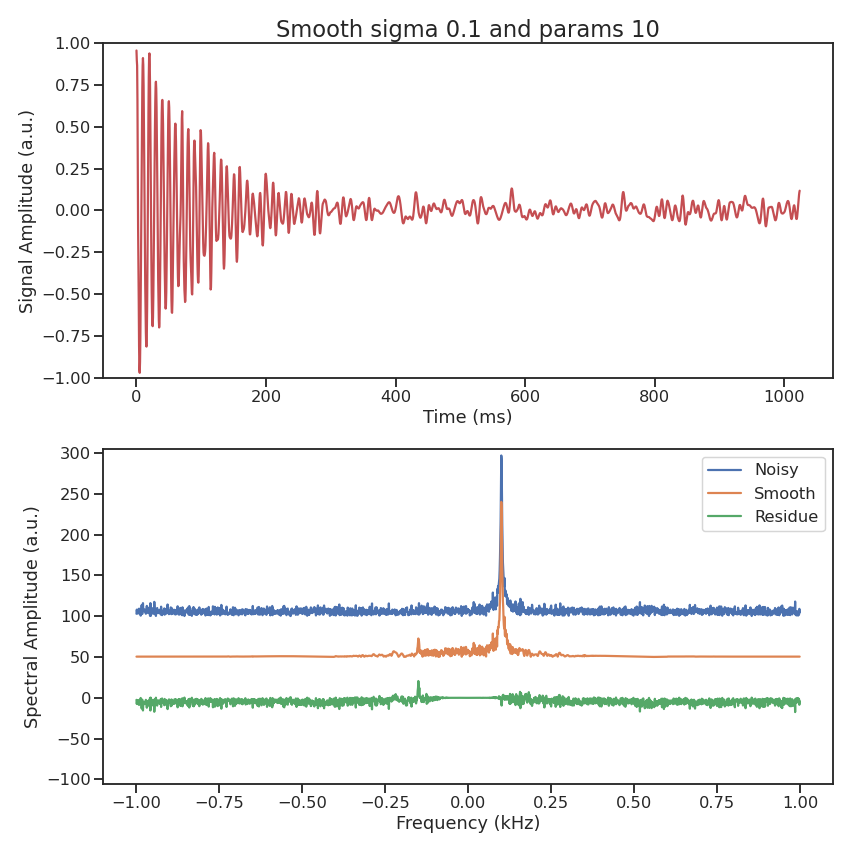 Smooth sigma 0.1 and params 10
1.00
0.75
0.50
0.25
0.00
−0.25
−0.50
−0.75
−1.00
Signal Amplitude (a.u.)
0 200 400 600 800 1000
Time (ms)
300
250
200
150
100
50
0
−50
−100
Spectral Amplitude (a.u.)
Noisy
Smooth
Residue
−1.00 −0.75 −0.50 −0.25 0.00 0.25 0.50 0.75 1.00
Frequency (kHz)